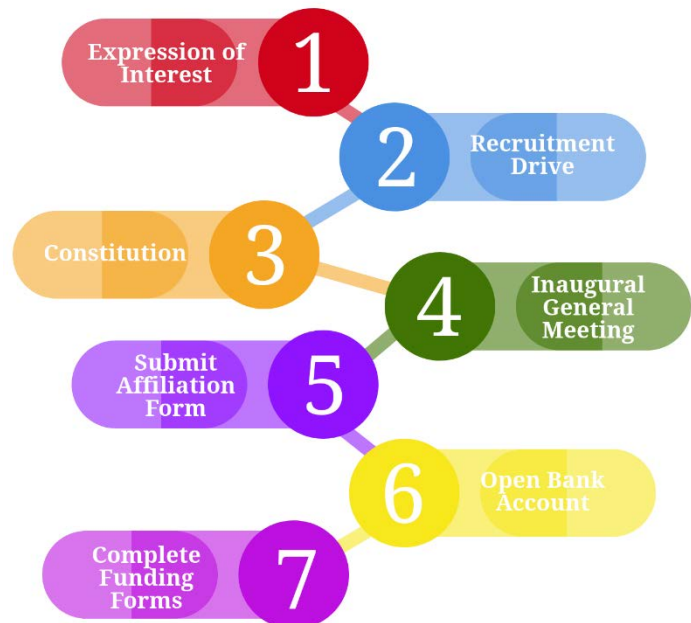 Expression of
Interest
1
2
Recruitment
Drive
Constitution
3
4
Inaugural
General
Meeting
Submit
Affiliation
Form
5
6
Open Bank
Account
Complete
Funding
Forms
7